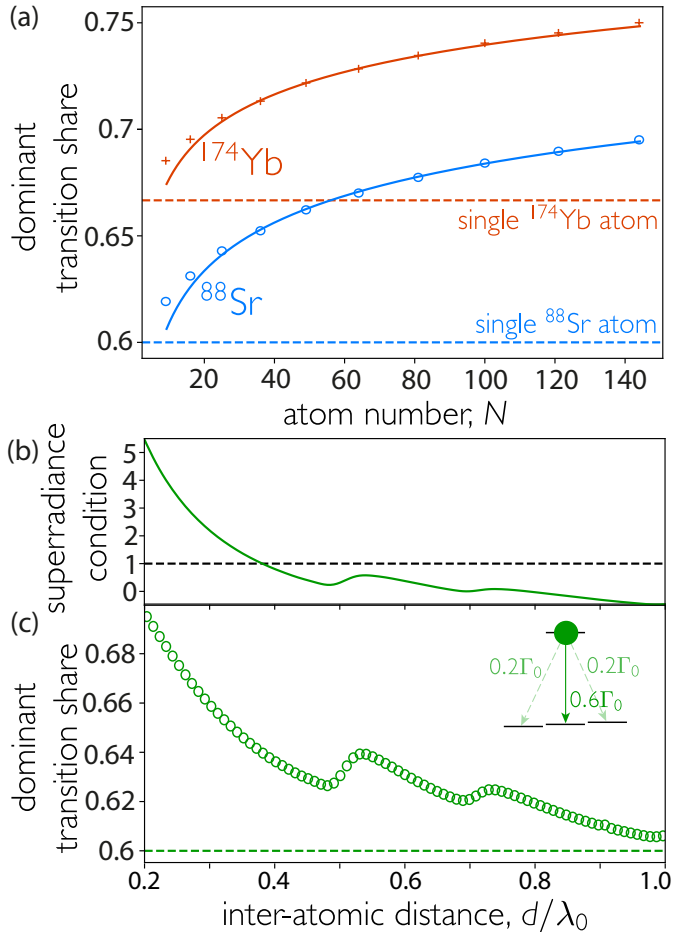 (a)
dominant
transition share
0.75
0.7
0.65
0.6
¹⁷⁴Yb
⁸⁸Sr
single ¹⁷⁴Yb atom
single ⁸⁸Sr atom
20 40 60 80 100 120 140
atom number, N
(b)
superradiance
condition
5
4
3
2
1
0
(c)
dominant
transition share
0.68
0.66
0.64
0.62
0.6
0.2Γ₀ 0.2Γ₀
0.6Γ₀
0.2 0.4 0.6 0.8 1.0
inter-atomic distance, d/λ₀